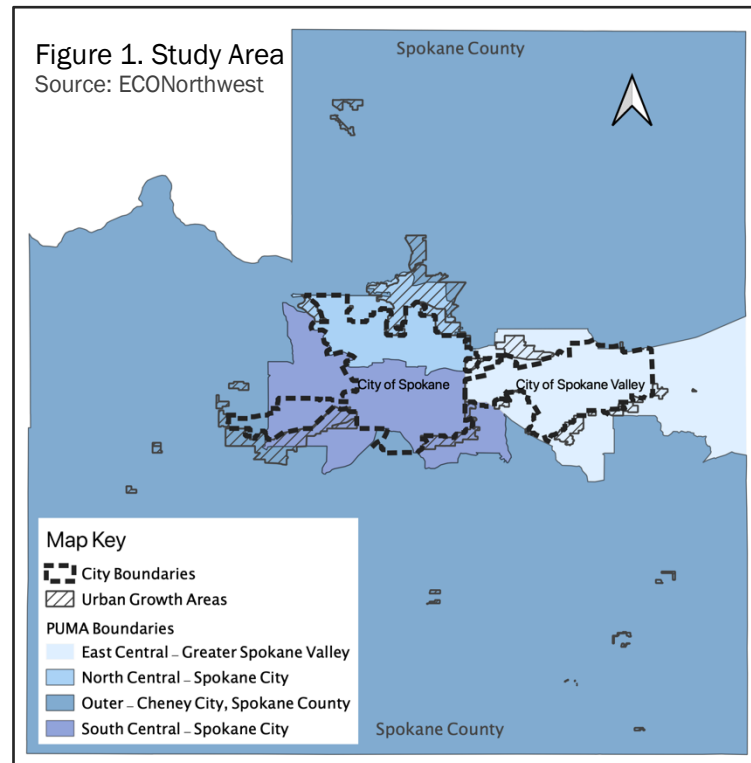 Figure 1. Study Area
Source: ECONorthwest
Spokane County
City of Spokane
City of Spokane Valley
Map Key
City Boundaries
Urban Growth Areas
PUMA Boundaries
East Central – Greater Spokane Valley
North Central – Spokane City
Outer – Cheney City, Spokane County
South Central – Spokane City
Spokane County